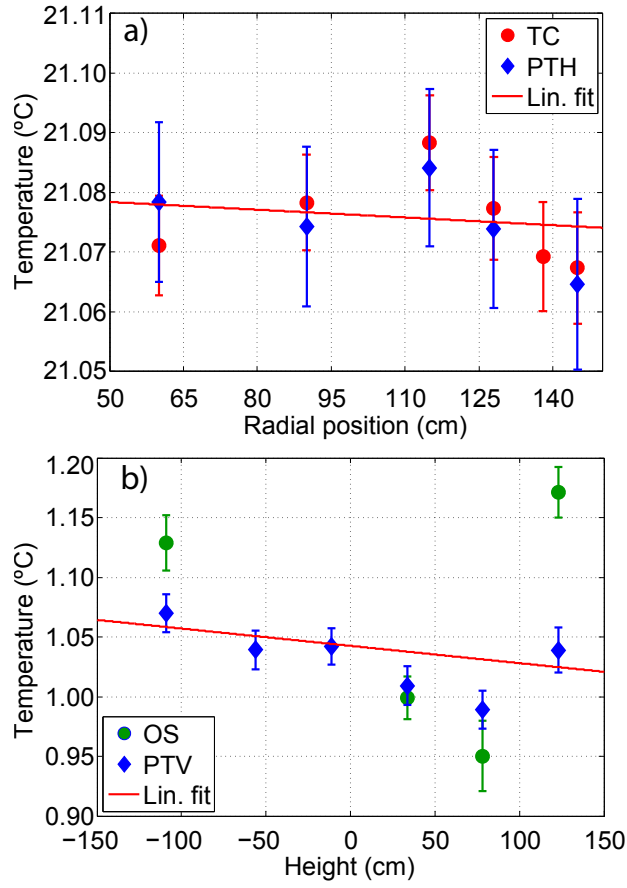 a)
21.11
21.10
21.09
21.08
21.07
21.06
21.05
Temperature (ºC)
TC
PTH
Lin. fit
50 65 80 95 110 125 140
Radial position (cm)
b)
1.20
1.15
1.10
1.05
1.00
0.95
0.90
Temperature (ºC)
OS
PTV
Lin. fit
−150 −100 −50 0 50 100 150
Height (cm)